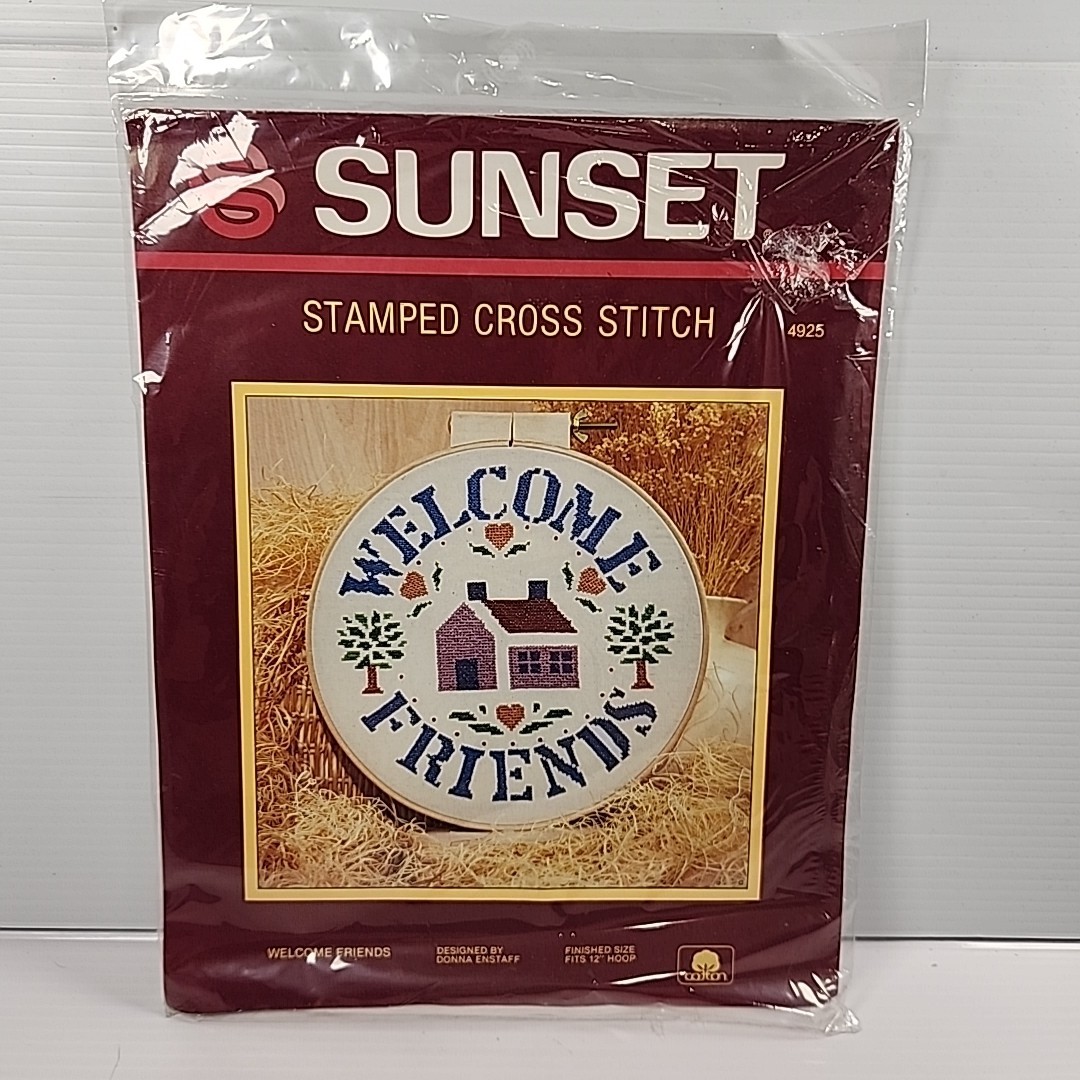 SUNSET
STAMPED CROSS STITCH
4925
WELCOME
FRIENDS
WELCOME FRIENDS
DESIGNED BY
DONNA ENSTAFF
FINISHED SIZE
FITS 12" HOOP
cotton